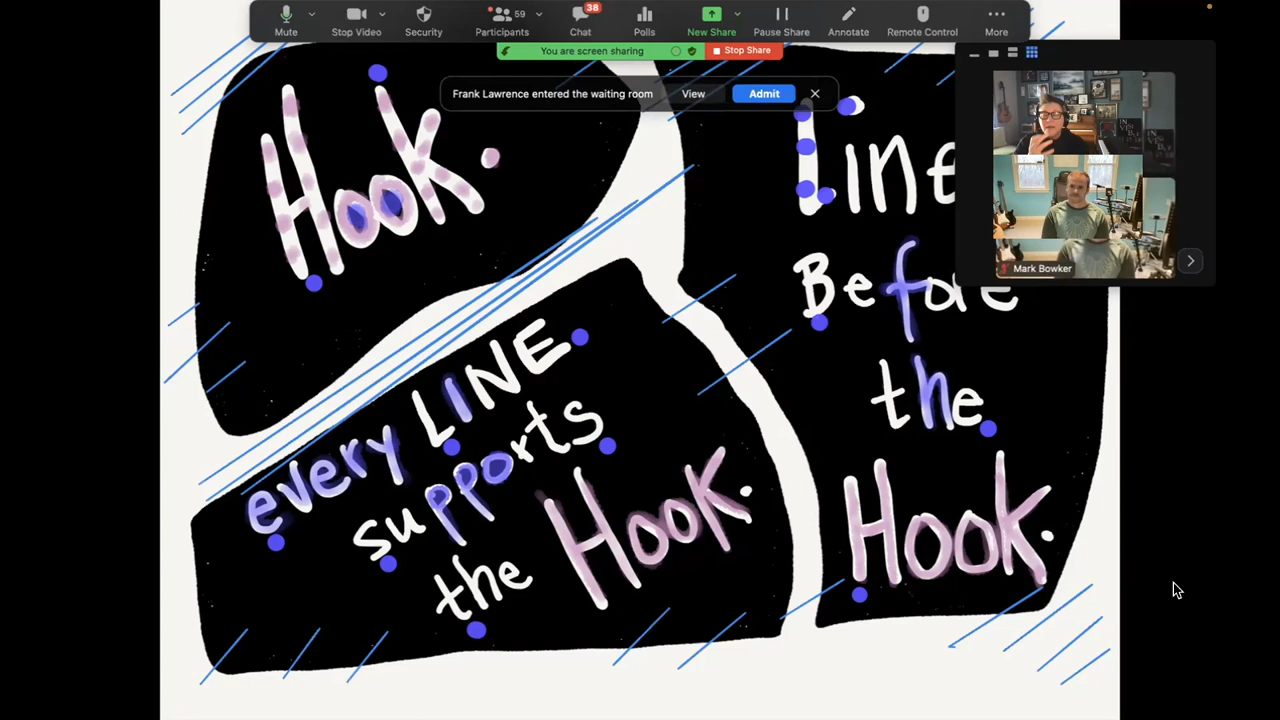 59
38
Mute
Stop Video
Security
Participants
Chat
Polls
New Share
Pause Share
Annotate
Remote Control
More
You are screen sharing
Stop Share
Frank Lawrence entered the waiting room
View
Admit
Mark Bowker
Hook.
every LINE
supports
the Hook.
Line
Before
the
Hook.